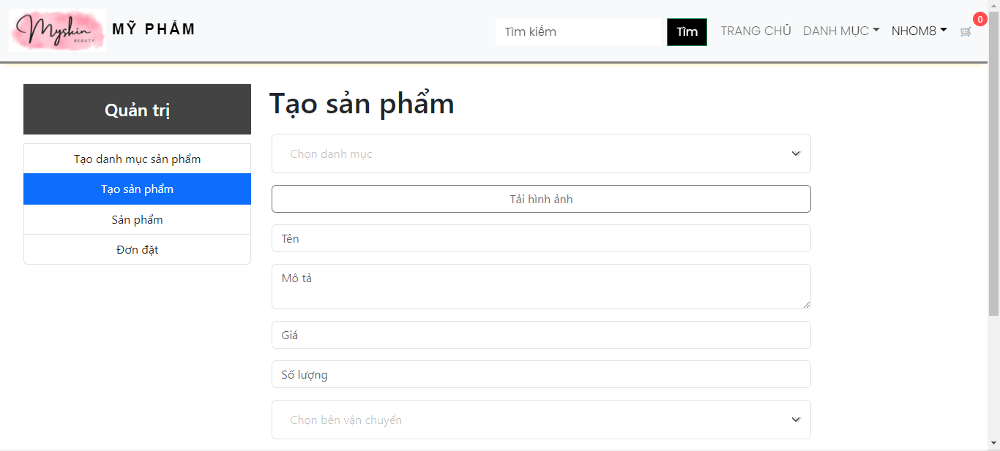 Myskin
BEAUTY
MỸ PHẨM
Tìm kiếm
Tìm
TRANG CHỦ
DANH MỤC
NHOM8
0
Quản trị
Tạo danh mục sản phẩm
Tạo sản phẩm
Sản phẩm
Đơn đặt
Tạo sản phẩm
Chọn danh mục
Tải hình ảnh
Tên
Mô tả
Giá
Số lượng
Chọn bên vận chuyển